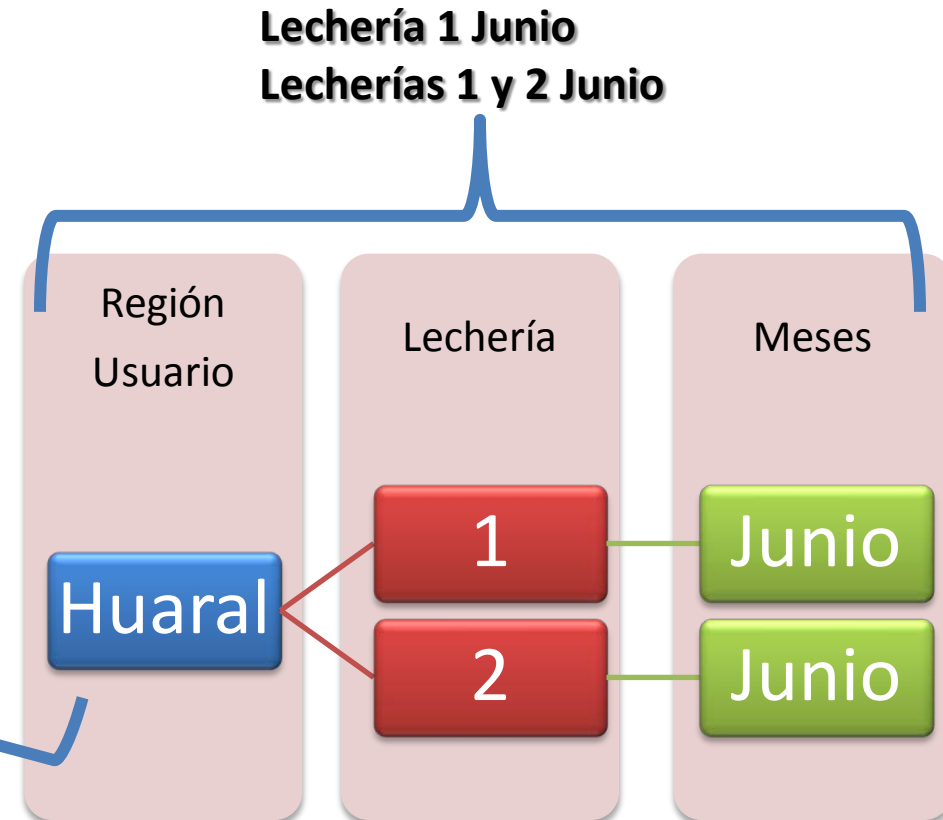 Lechería 1 Junio
Lecherías 1 y 2 Junio
Región
Usuario
Lechería
Meses
Huaral
1
Junio
2
Junio